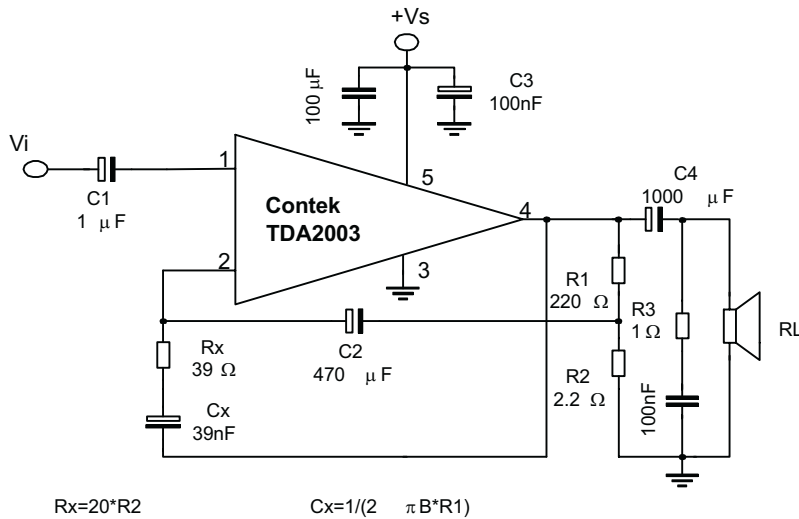 +Vs
100 μF
C3
100nF
Vi
1
C1
1 μF
5
Contek
TDA2003
4
C4
1000 μF
2
3
R1
220 Ω
R3
1Ω
RL
Rx
39 Ω
C2
470 μF
R2
2.2 Ω
100nF
Cx
39nF
Rx=20*R2
Cx=1/(2 πB*R1)